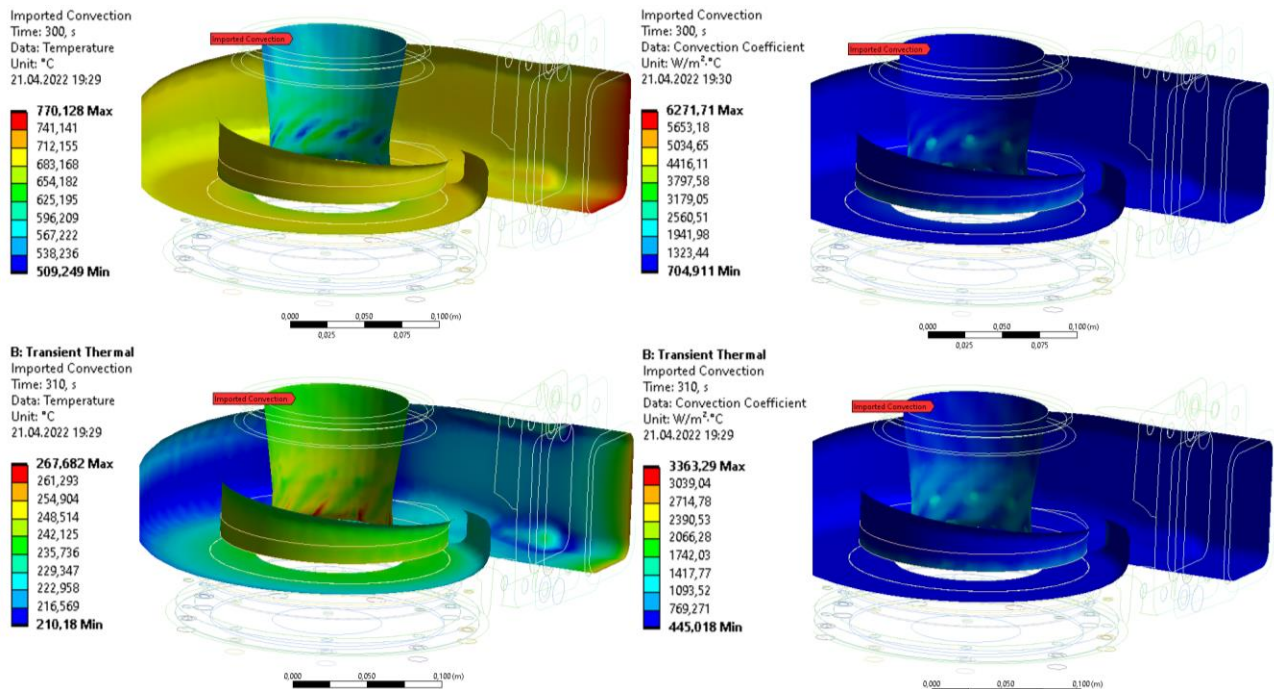 Imported Convection
Time: 300, s
Data: Temperature
Unit: °C
21.04.2022 19:29
770,128 Max
741,141
712,155
683,168
654,182
625,195
596,209
567,222
538,236
509,249 Min
Imported Convection
0,000
0,050
0,100 (m)
0,025
0,075
Imported Convection
Time: 300, s
Data: Convection Coefficient
Unit: W/m²·°C
21.04.2022 19:30
6271,71 Max
5653,18
5034,65
4416,11
3797,58
3179,05
2560,51
1941,98
1323,44
704,911 Min
Imported Convection
0,000
0,050
0,100 (m)
0,025
0,075
B: Transient Thermal
Imported Convection
Time: 310, s
Data: Temperature
Unit: °C
21.04.2022 19:29
267,682 Max
261,293
254,904
248,514
242,125
235,736
229,347
222,958
216,569
210,18 Min
Imported Convection
0,000
0,050
0,100 (m)
B: Transient Thermal
Imported Convection
Time: 310, s
Data: Convection Coefficient
Unit: W/m²·°C
21.04.2022 19:29
3363,29 Max
3039,04
2714,78
2390,53
2066,28
1742,03
1417,77
1093,52
769,271
445,018 Min
Imported Convection
0,000
0,050
0,100 (m)